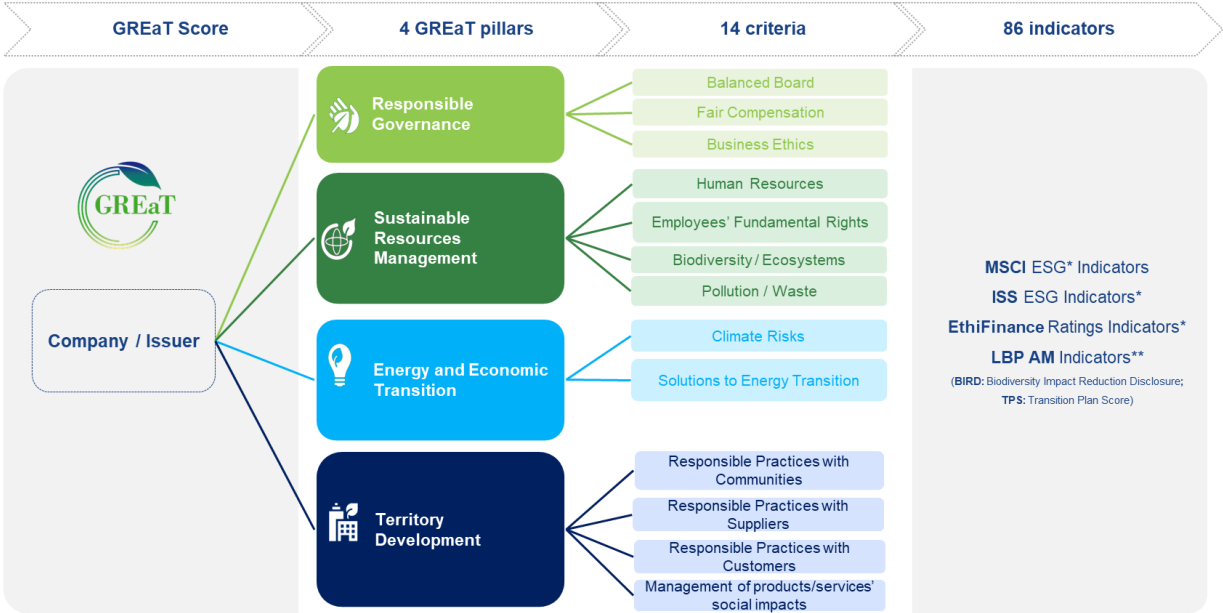 GREaT Score
4 GREaT pillars
14 criteria
86 indicators
GREaT
Company / Issuer
Responsible
Governance
Balanced Board
Fair Compensation
Business Ethics
Sustainable
Resources
Management
Human Resources
Employees’ Fundamental Rights
Biodiversity / Ecosystems
Pollution / Waste
Energy and Economic
Transition
Climate Risks
Solutions to Energy Transition
Territory
Development
Responsible Practices with
Communities
Responsible Practices with
Suppliers
Responsible Practices with
Customers
Management of products/services’
social impacts
MSCI ESG* Indicators
ISS ESG Indicators*
EthiFinance Ratings Indicators*
LBP AM Indicators**
(BIRD: Biodiversity Impact Reduction Disclosure;
TPS: Transition Plan Score)